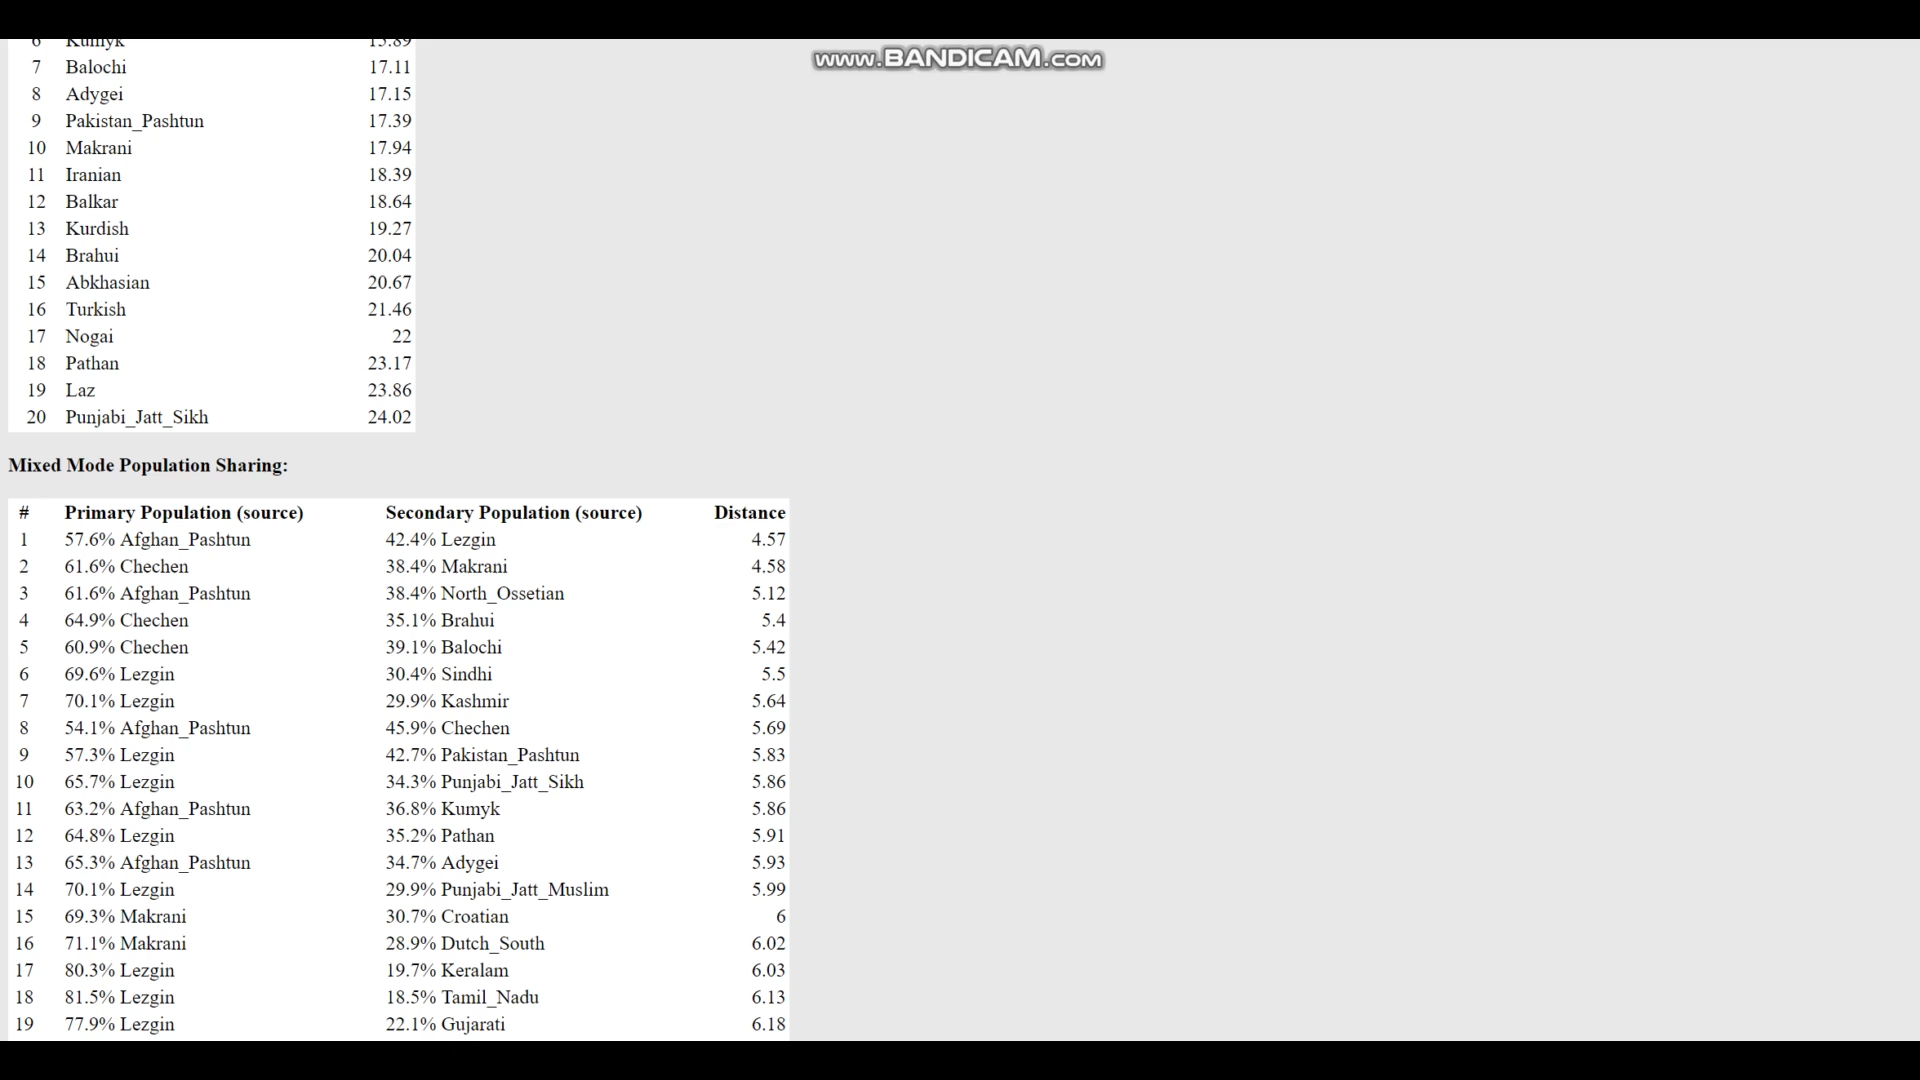 www.BANDICAM.com
6 Kumyk 15.89
7 Balochi 17.11
8 Adygei 17.15
9 Pakistan_Pashtun 17.39
10 Makrani 17.94
11 Iranian 18.39
12 Balkar 18.64
13 Kurdish 19.27
14 Brahui 20.04
15 Abkhasian 20.67
16 Turkish 21.46
17 Nogai 22
18 Pathan 23.17
19 Laz 23.86
20 Punjabi_Jatt_Sikh 24.02
Mixed Mode Population Sharing:
# Primary Population (source) Secondary Population (source) Distance
1 57.6% Afghan_Pashtun 42.4% Lezgin 4.57
2 61.6% Chechen 38.4% Makrani 4.58
3 61.6% Afghan_Pashtun 38.4% North_Ossetian 5.12
4 64.9% Chechen 35.1% Brahui 5.4
5 60.9% Chechen 39.1% Balochi 5.42
6 69.6% Lezgin 30.4% Sindhi 5.5
7 70.1% Lezgin 29.9% Kashmir 5.64
8 54.1% Afghan_Pashtun 45.9% Chechen 5.69
9 57.3% Lezgin 42.7% Pakistan_Pashtun 5.83
10 65.7% Lezgin 34.3% Punjabi_Jatt_Sikh 5.86
11 63.2% Afghan_Pashtun 36.8% Kumyk 5.86
12 64.8% Lezgin 35.2% Pathan 5.91
13 65.3% Afghan_Pashtun 34.7% Adygei 5.93
14 70.1% Lezgin 29.9% Punjabi_Jatt_Muslim 5.99
15 69.3% Makrani 30.7% Croatian 6
16 71.1% Makrani 28.9% Dutch_South 6.02
17 80.3% Lezgin 19.7% Keralam 6.03
18 81.5% Lezgin 18.5% Tamil_Nadu 6.13
19 77.9% Lezgin 22.1% Gujarati 6.18